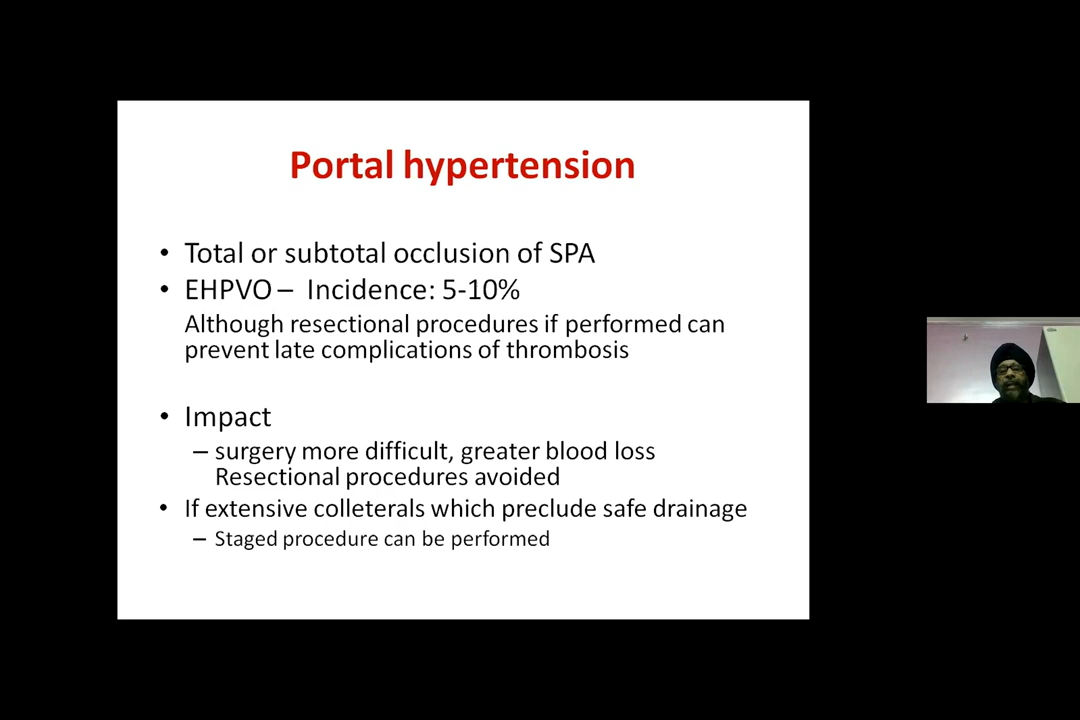 Portal hypertension
• Total or subtotal occlusion of SPA
• EHPVO – Incidence: 5-10%
Although resectional procedures if performed can
prevent late complications of thrombosis
• Impact
– surgery more difficult, greater blood loss
Resectional procedures avoided
• If extensive colleterals which preclude safe drainage
– Staged procedure can be performed